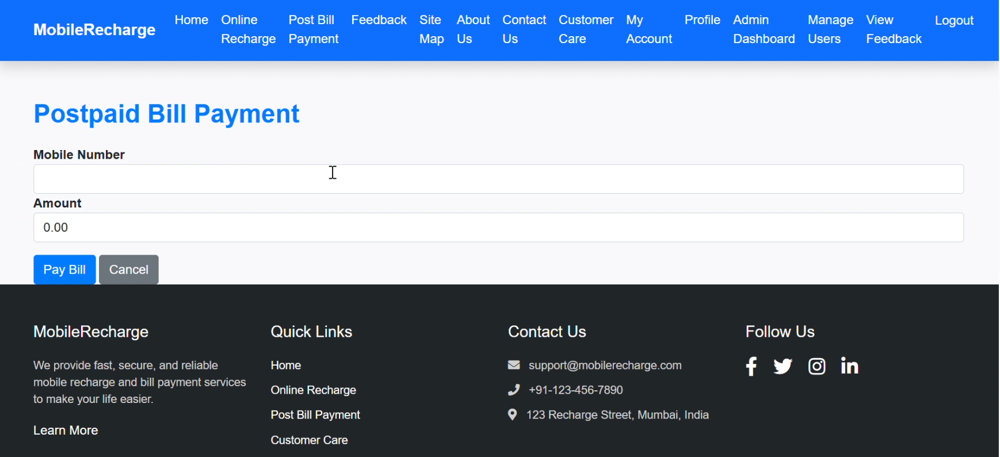 MobileRecharge
Home
Online Recharge
Post Bill Payment
Feedback
Site Map
About Us
Contact Us
Customer Care
My Account
Profile
Admin Dashboard
Manage Users
View Feedback
Logout
Postpaid Bill Payment
Mobile Number
Amount
0.00
Pay Bill
Cancel
MobileRecharge
We provide fast, secure, and reliable
mobile recharge and bill payment services
to make your life easier.
Learn More
Quick Links
Home
Online Recharge
Post Bill Payment
Customer Care
Contact Us
support@mobilerecharge.com
+91-123-456-7890
123 Recharge Street, Mumbai, India
Follow Us